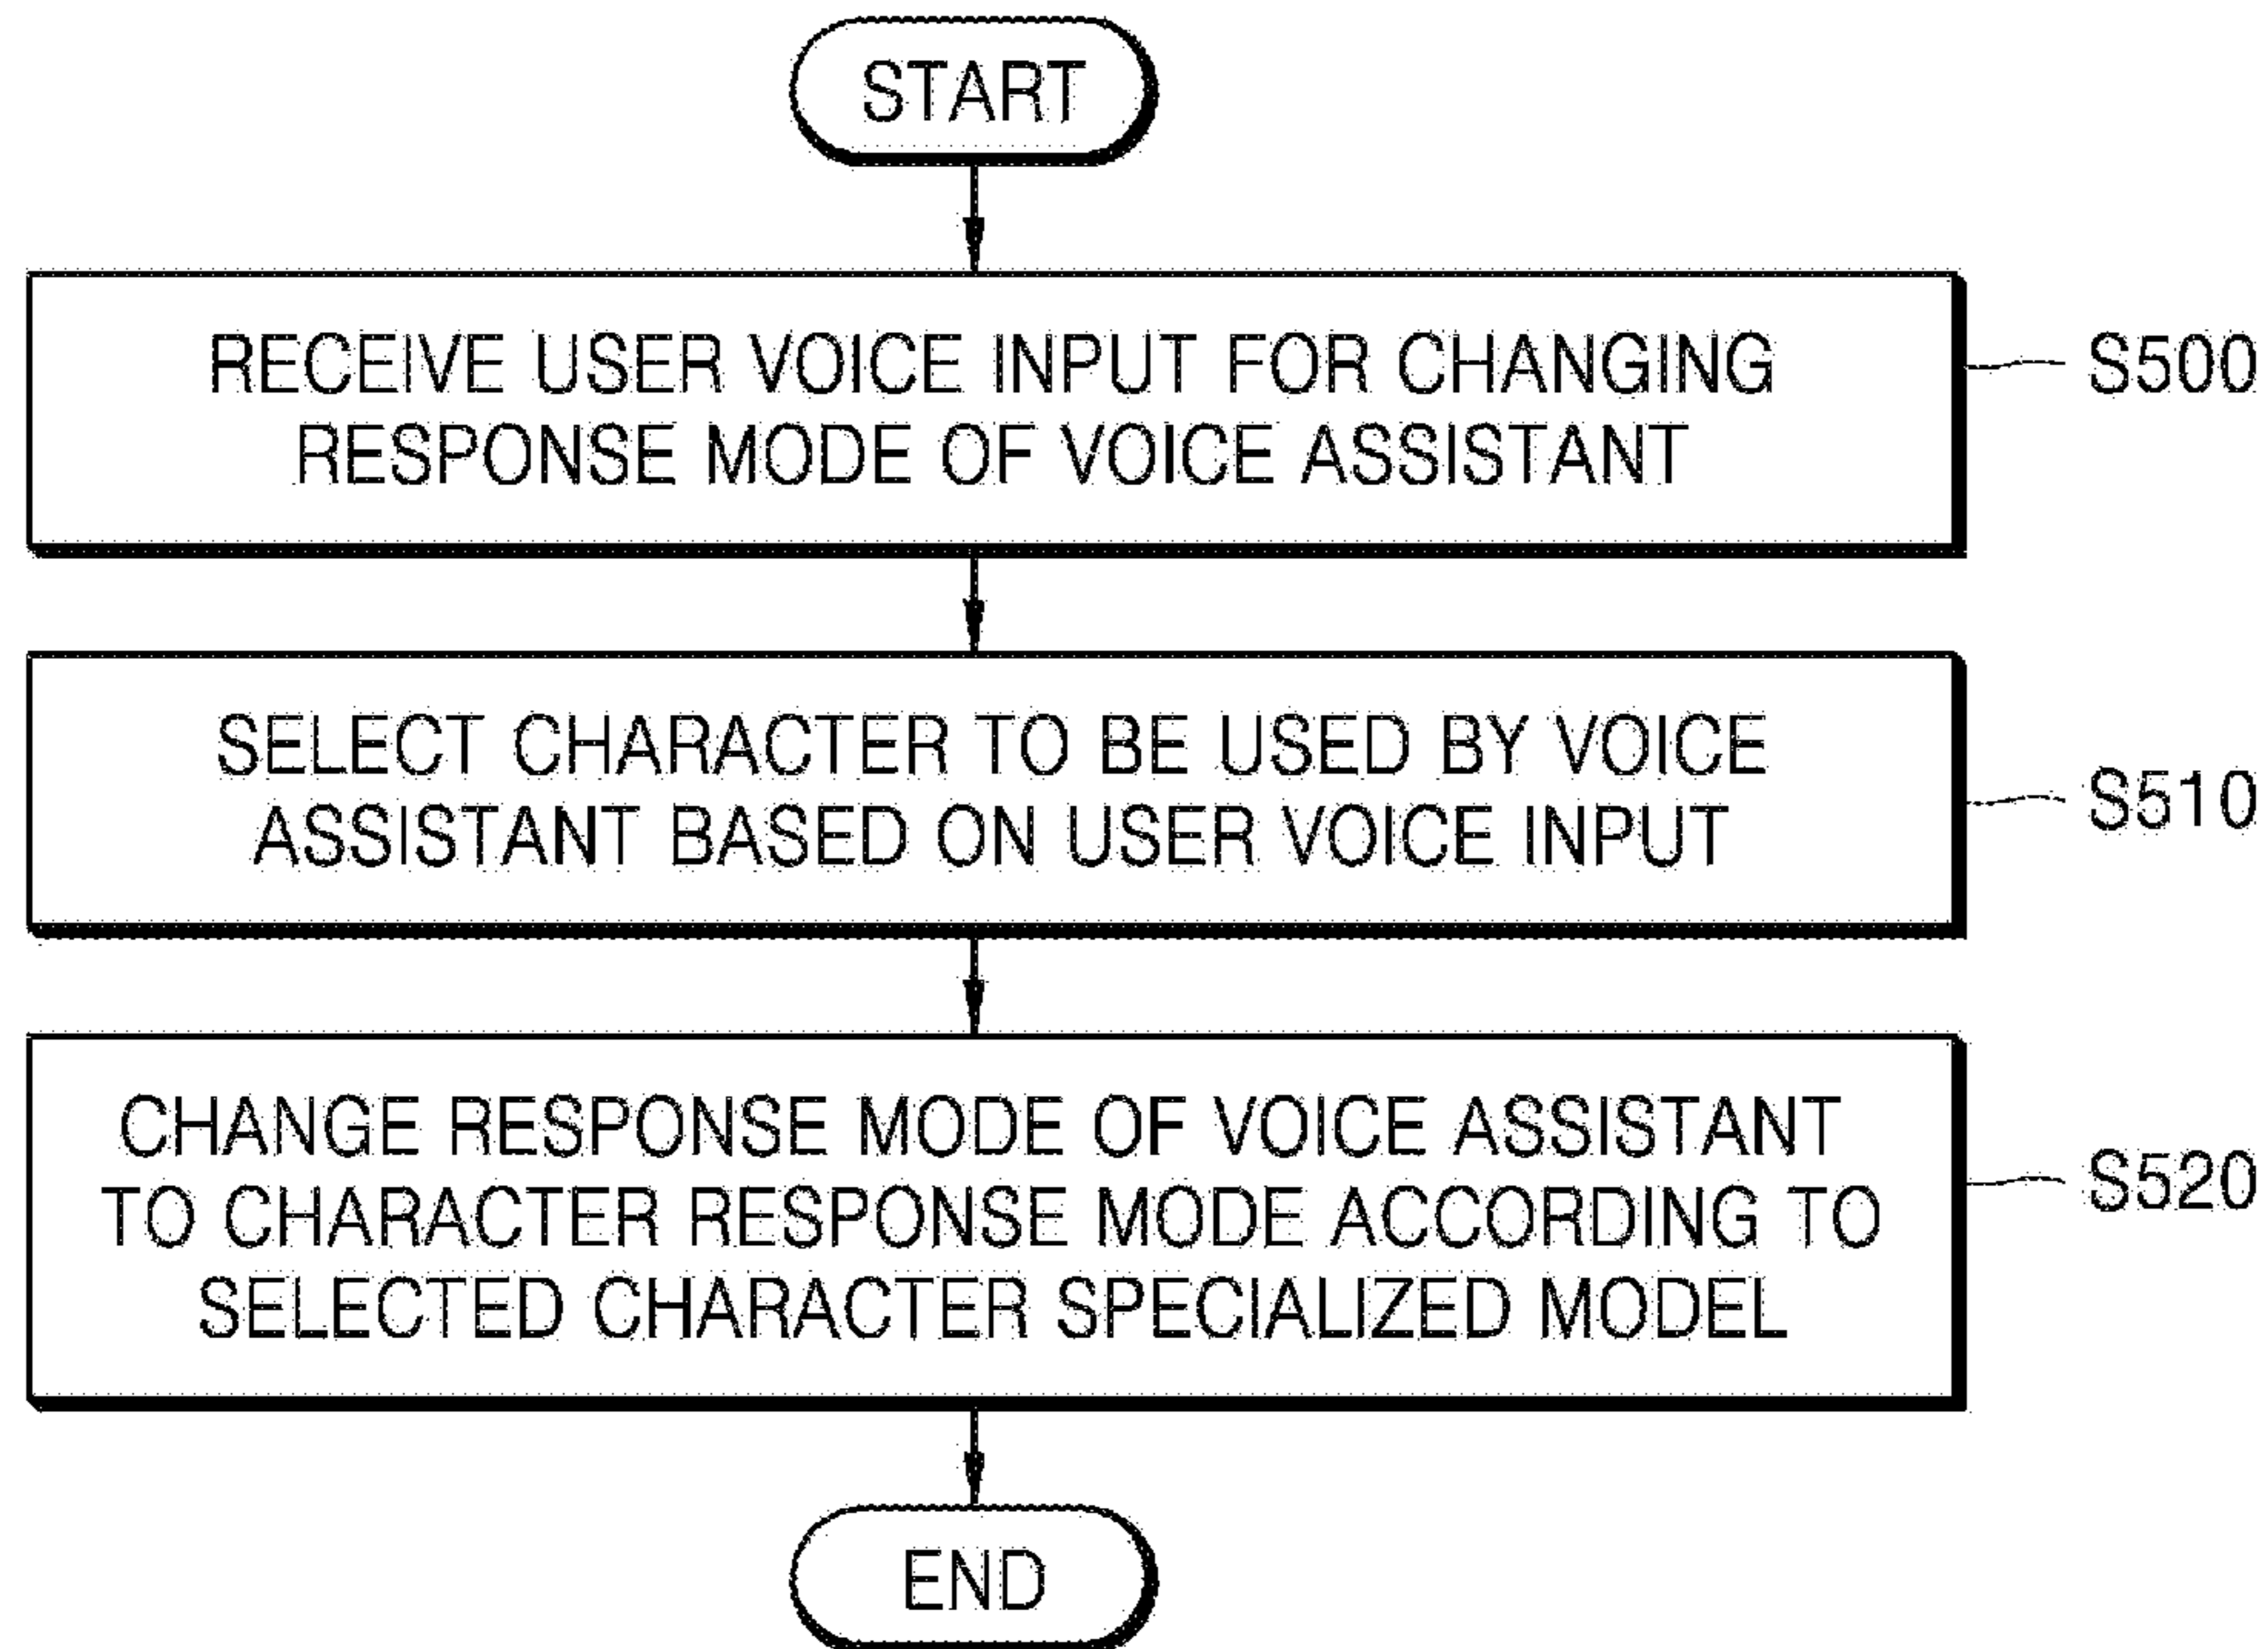 START
RECEIVE USER VOICE INPUT FOR CHANGING
RESPONSE MODE OF VOICE ASSISTANT
S500
SELECT CHARACTER TO BE USED BY VOICE
ASSISTANT BASED ON USER VOICE INPUT
S510
CHANGE RESPONSE MODE OF VOICE ASSISTANT
TO CHARACTER RESPONSE MODE ACCORDING TO
SELECTED CHARACTER SPECIALIZED MODEL
S520
END